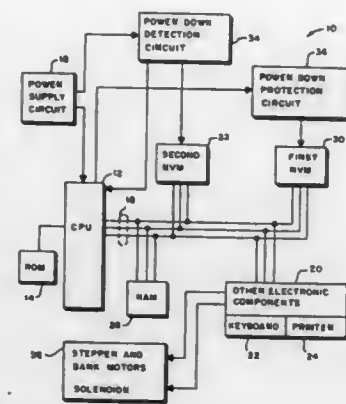 POWER DOWN
DETECTION
CIRCUIT
34
10
18
POWER
SUPPLY
CIRCUIT
36
POWER DOWN
PROTECTION
CIRCUIT
32
SECOND
NVM
30
FIRST
NVM
12
CPU
16
ROM
14
RAM
28
20
OTHER ELECTRONIC
COMPONENTS
KEYBOARD
PRINTER
22
24
38
STEPPER AND
BANK MOTORS
SOLENOID